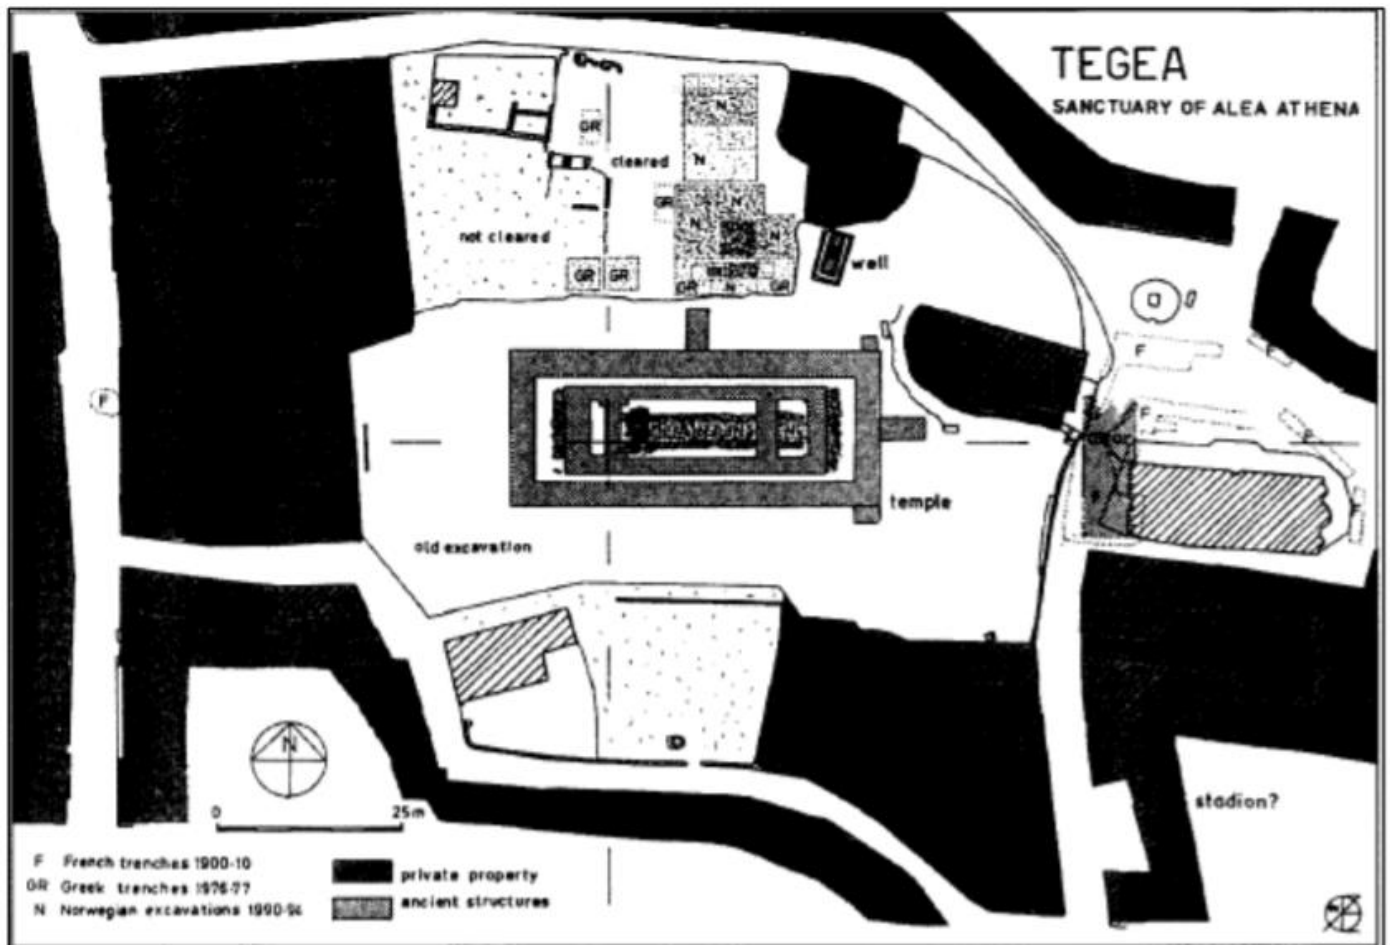 TEGEA
SANCTUARY OF ALEA ATHENA
GR
N
cleared
N
GR
N
N
N
not cleared
well
GR
GR
GR
N
GR
F
F
F
temple
old excavation
N
stadion?
0 25m
F French trenches 1900-10
GR Greek trenches 1976-77
N Norwegian excavations 1990-94
private property
ancient structures